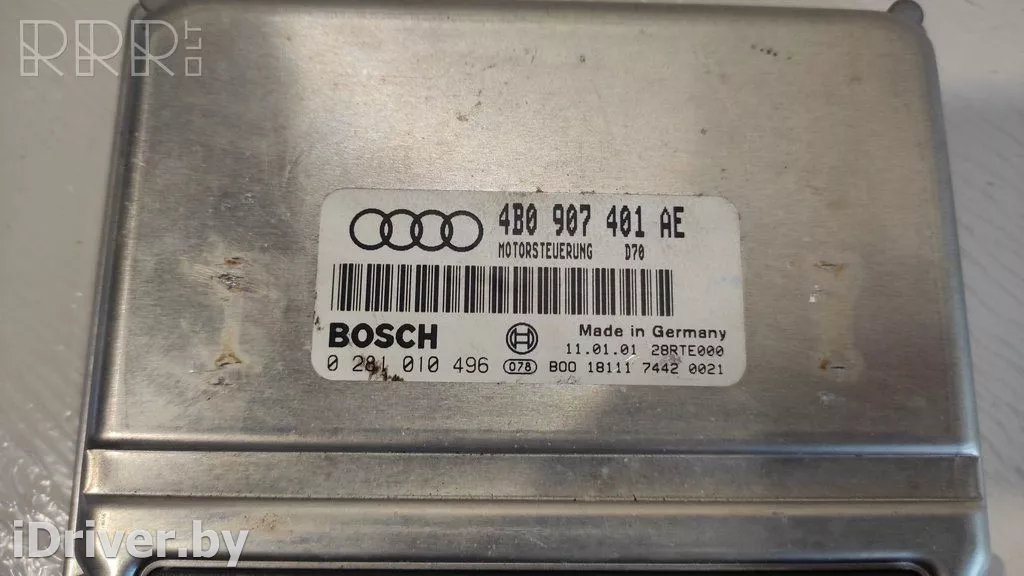 RRR.LT
4B0 907 401 AE
MOTORSTEUERUNG D70
BOSCH
Made in Germany
11.01.01 28RTE000
0 281 010 496 078 B00 18111 7442 0021
iDriver.by